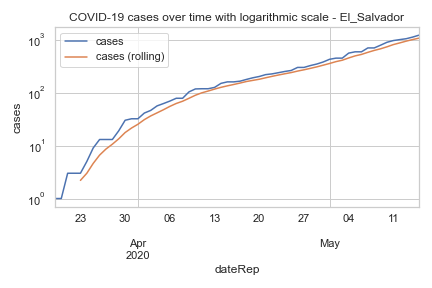 COVID-19 cases over time with logarithmic scale - El_Salvador
cases
cases (rolling)
10³
10²
10¹
10⁰
cases
23 30 06 13 20 27 04 11
Apr May
2020
dateRep